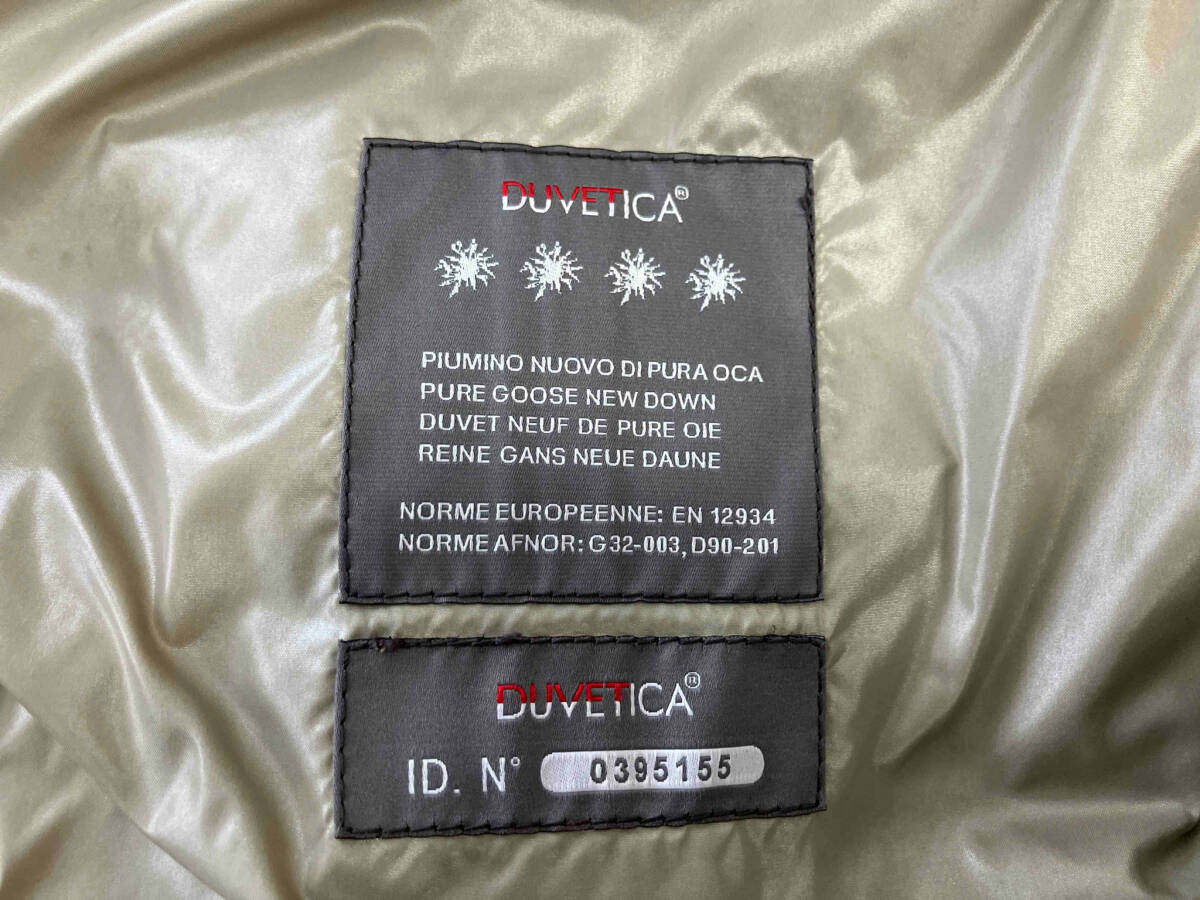 DUVETICA®
PIUMINO NUOVO DI PURA OCA
PURE GOOSE NEW DOWN
DUVET NEUF DE PURE OIE
REINE GANS NEUE DAUNE
NORME EUROPEENNE: EN 12934
NORME AFNOR: G32-003, D90-201
DUVETICA®
ID. N° 0395155